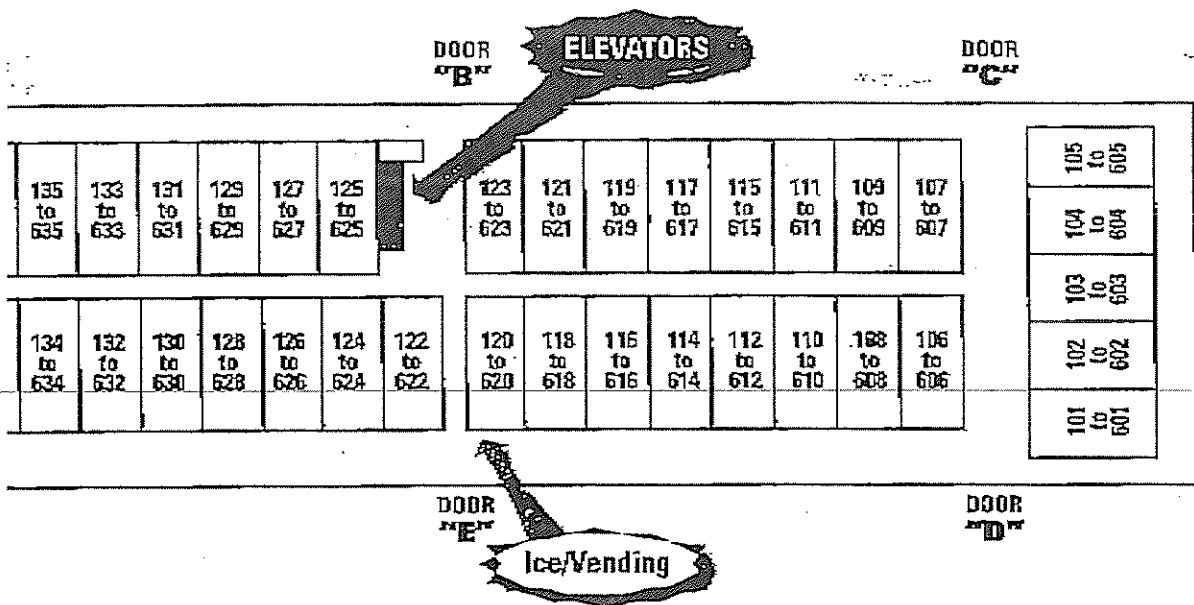 DOOR
"B"
ELEVATORS
DOOR
"C"
135 to 635
133 to 633
131 to 631
129 to 629
127 to 627
125 to 625
123 to 623
121 to 621
119 to 619
117 to 617
115 to 615
111 to 611
109 to 609
107 to 607
105 to 605
104 to 604
103 to 603
102 to 602
101 to 601
134 to 634
132 to 632
130 to 630
128 to 628
126 to 626
124 to 624
122 to 622
120 to 620
118 to 618
116 to 616
114 to 614
112 to 612
110 to 610
108 to 608
106 to 606
DOOR
"E"
DOOR
"D"
Ice/Vending